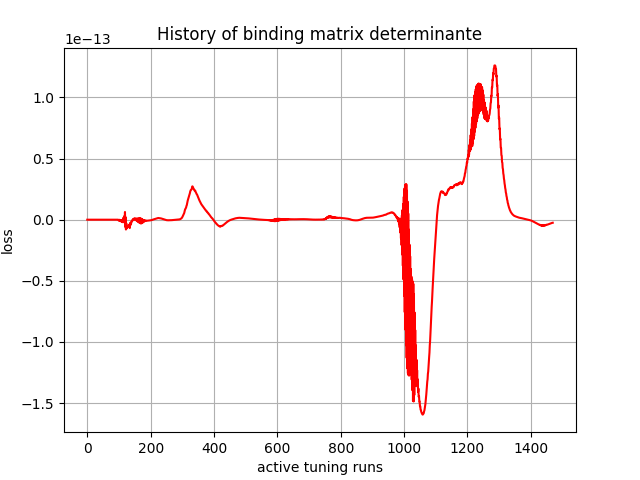 History of binding matrix determinante
1e−13
1.0
0.5
0.0
−0.5
−1.0
−1.5
loss
0 200 400 600 800 1000 1200 1400
active tuning runs